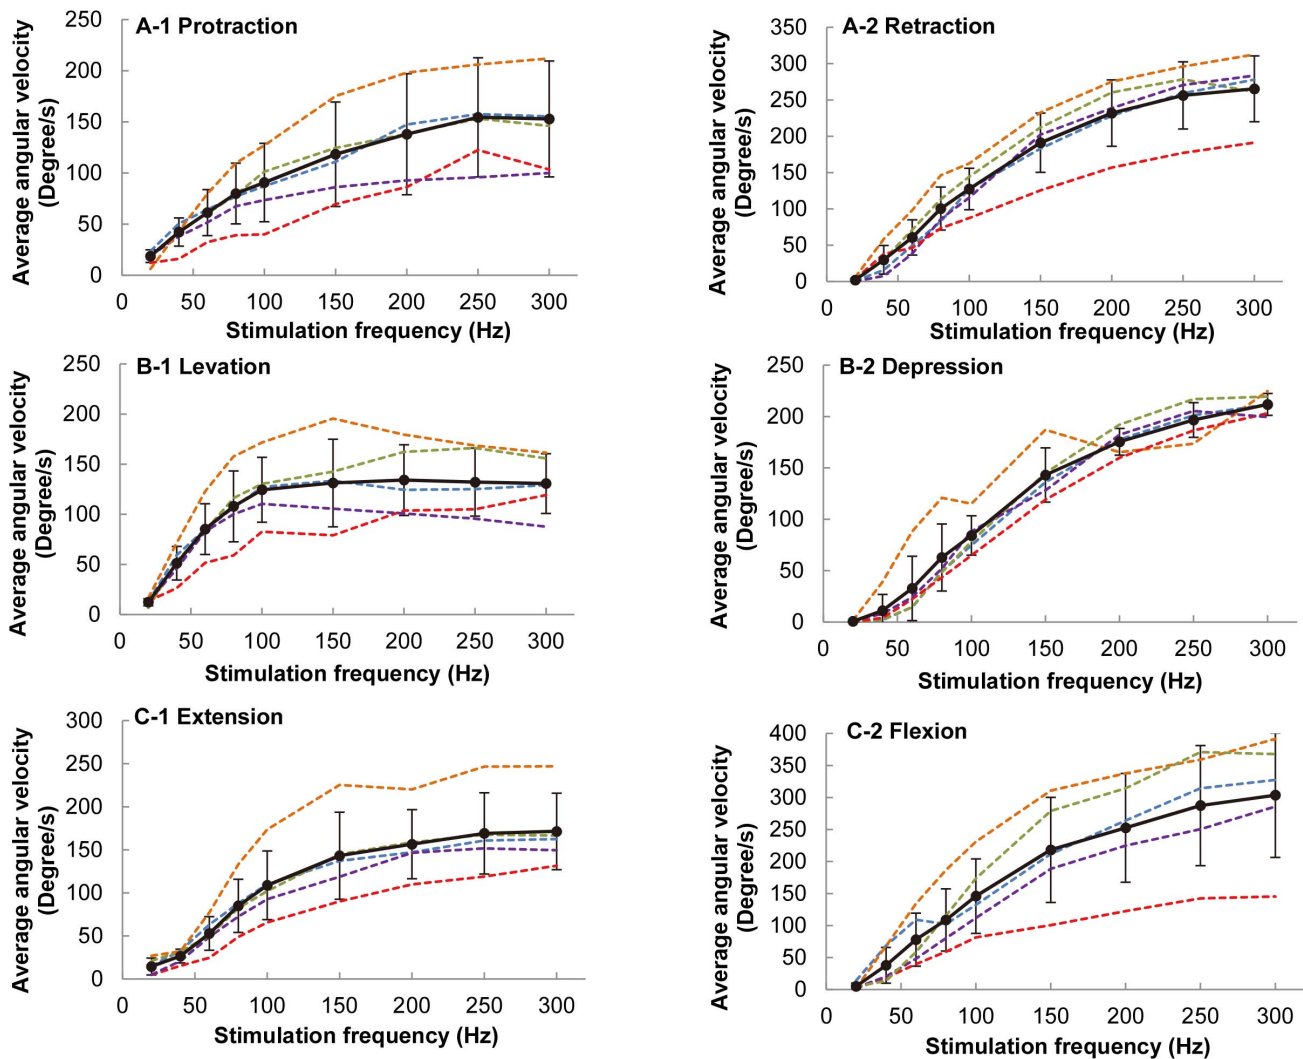 A-1 Protraction
Average angular velocity
(Degree/s)
250
200
150
100
50
0
0 50 100 150 200 250 300
Stimulation frequency (Hz)
A-2 Retraction
Average angular velocity
(Degree/s)
350
300
250
200
150
100
50
0
0 50 100 150 200 250 300
Stimulation frequency (Hz)
B-1 Levation
Average angular velocity
(Degree/s)
250
200
150
100
50
0
0 50 100 150 200 250 300
Stimulation frequency (Hz)
B-2 Depression
Average angular velocity
(Degree/s)
250
200
150
100
50
0
0 50 100 150 200 250 300
Stimulation frequency (Hz)
C-1 Extension
Average angular velocity
(Degree/s)
300
250
200
150
100
50
0
0 50 100 150 200 250 300
Stimulation frequency (Hz)
C-2 Flexion
Average angular velocity
(Degree/s)
400
350
300
250
200
150
100
50
0
0 50 100 150 200 250 300
Stimulation frequency (Hz)